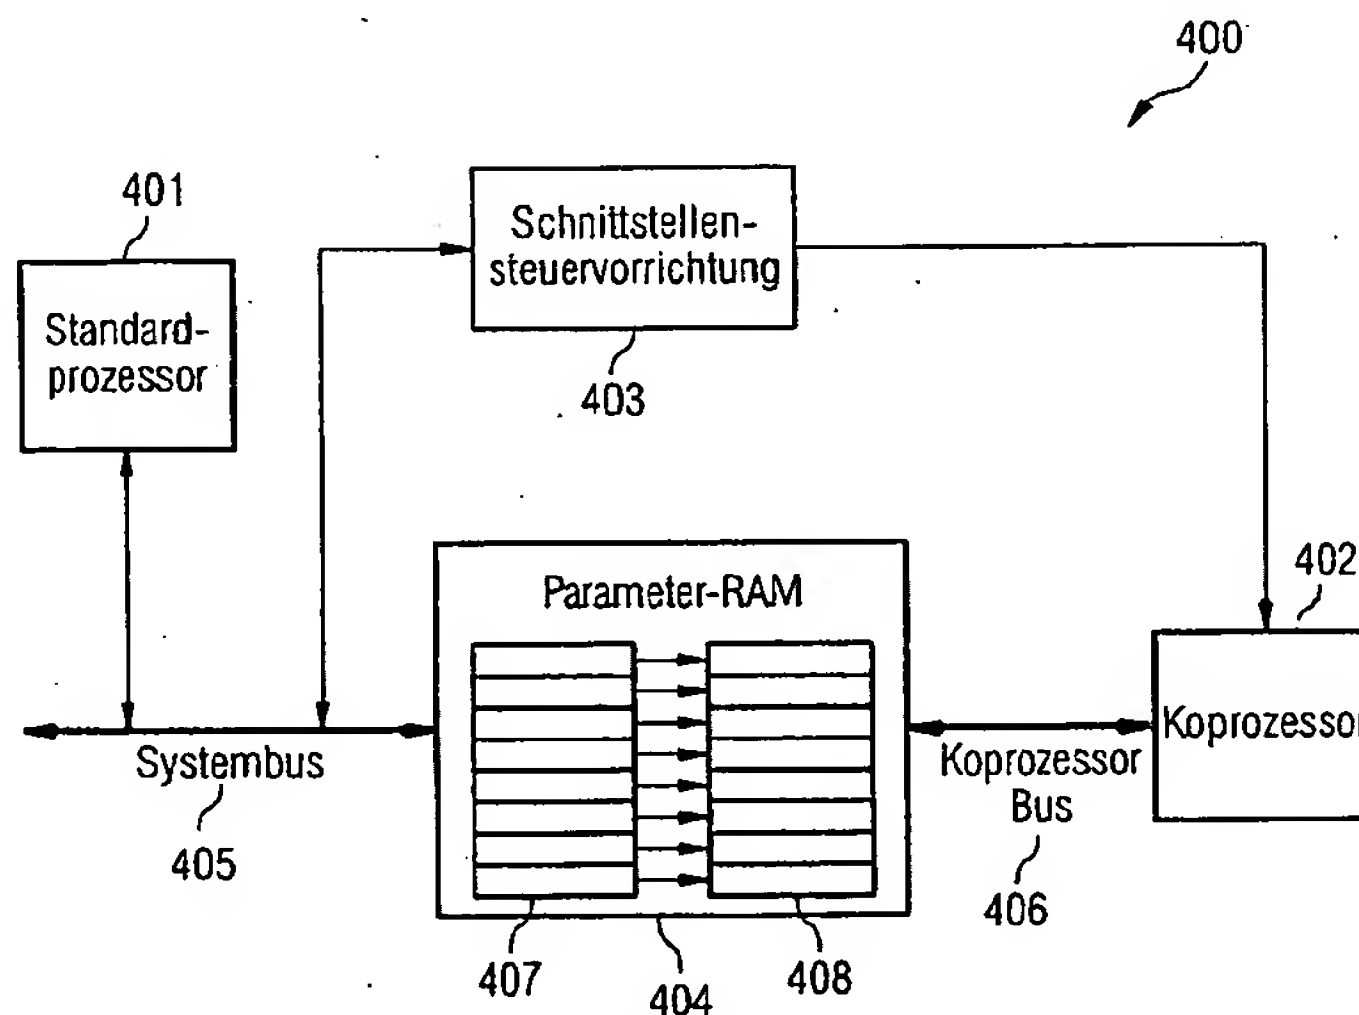 400
401
Schnittstellen-
steuervorrichtung
Standard-
prozessor
403
402
Parameter-RAM
Koprozessor
Systembus
Koprozessor
Bus
405
406
407
408
404